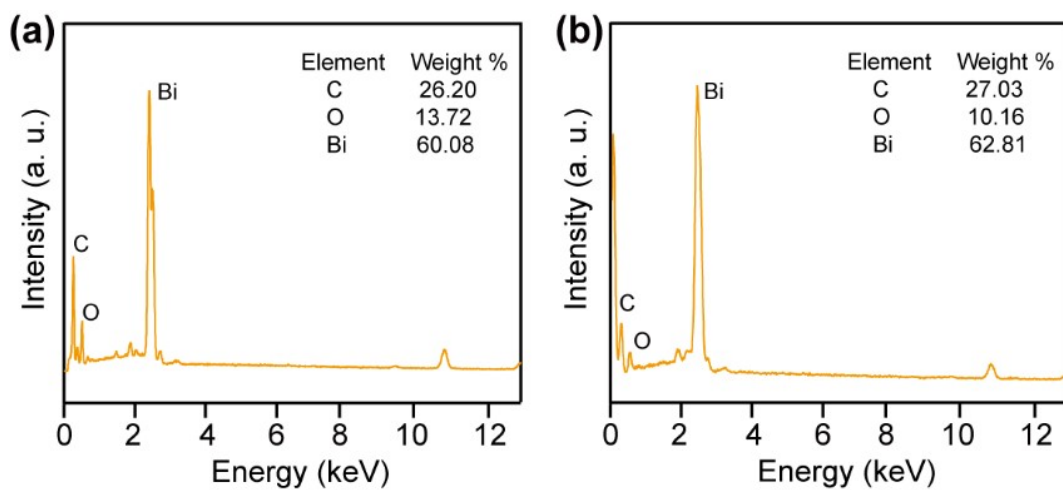 (a)
Intensity (a. u.)
Bi
C
O
Element Weight %
C 26.20
O 13.72
Bi 60.08
0 2 4 6 8 10 12
Energy (keV)
(b)
Intensity (a. u.)
Bi
C
O
Element Weight %
C 27.03
O 10.16
Bi 62.81
0 2 4 6 8 10 12
Energy (keV)